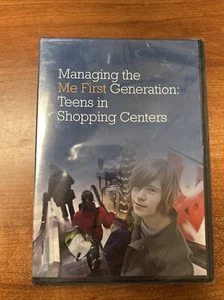 Managing the
Me First Generation:
Teens in
Shopping Centers